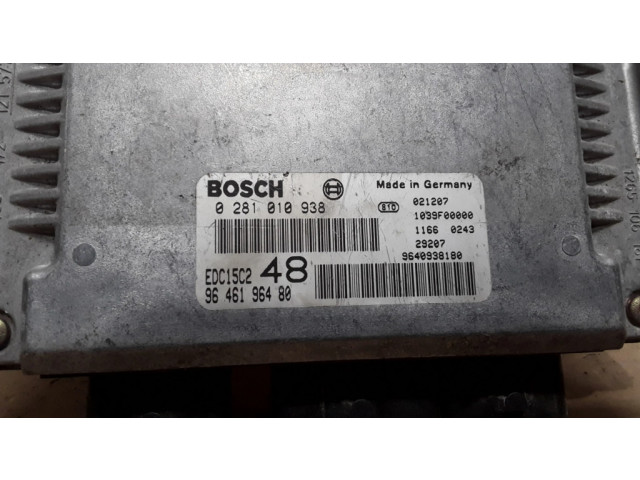 BOSCH
Made in Germany
0 281 010 938
810
021207
1039F00000
1166 0243
29207
9640938180
EDC15C2 48
96 461 964 80